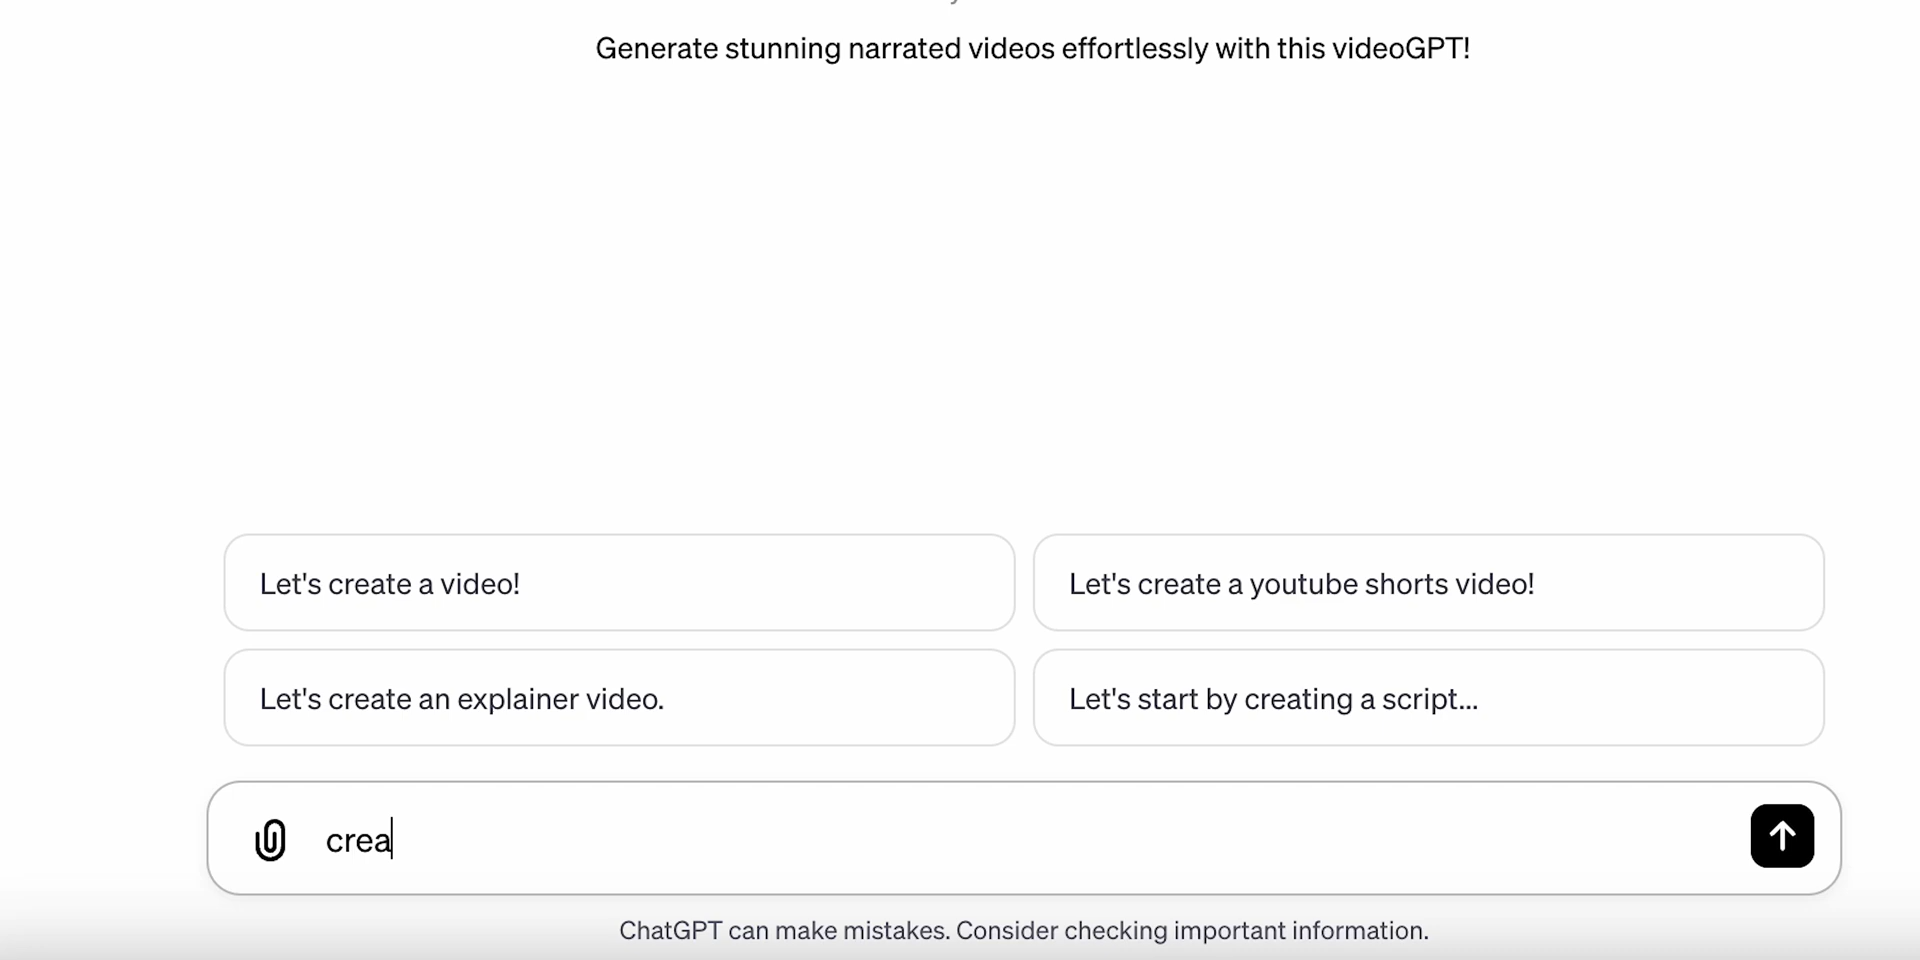 Generate stunning narrated videos effortlessly with this videoGPT!
Let's create a video!
Let's create a youtube shorts video!
Let's create an explainer video.
Let's start by creating a script...
crea
ChatGPT can make mistakes. Consider checking important information.